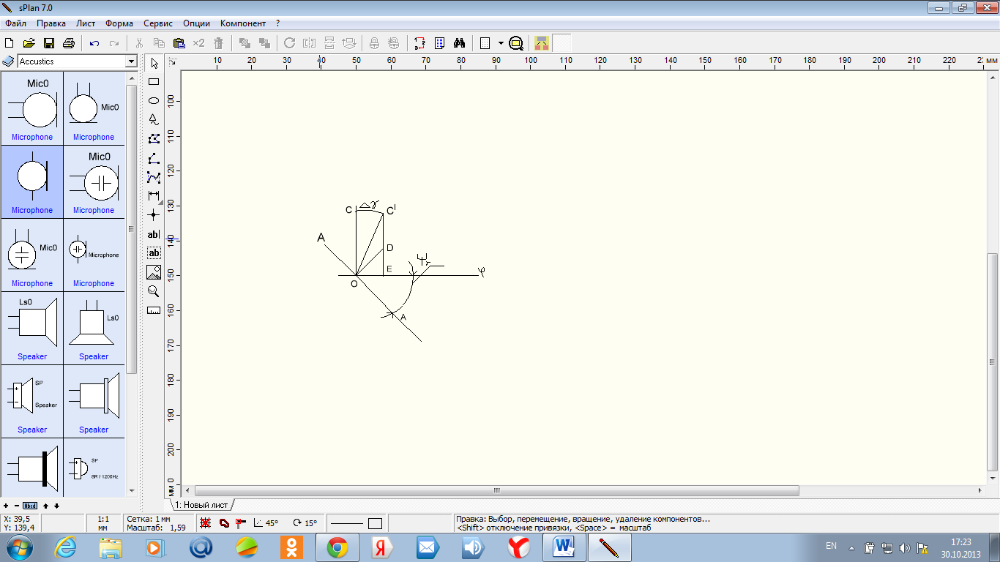 sPlan 7.0
Файл Правка Лист Форма Сервис Опции Компонент ?
×2
Accustics
10 20 30 40 50 60 70 80 90 100 110 120 130 140 150 160 170 180 190 200 210 220 мм
Mic0
Microphone
Mic0
Microphone
Microphone
Mic0
Microphone
Mic0
Microphone
Microphone
Microphone
Ls0
Speaker
Ls0
Speaker
SP
Speaker
Speaker
Speaker
SP
8R / 1200Hz
ab|
ab
100
110
120
130
140
150
160
170
180
190
200
мм
C Δγ C'
A
D
Ψr
E
φ
O
A
Abcd
1: Новый лист
X: 39,5
Y: 139,4
1:1
мм
Сетка: 1 мм
Масштаб: 1,59
45°
15°
Правка: Выбор, перемещение, вращение, удаление компонентов...
<Shift> отключение привязки, <Space> = масштаб
EN
17:23
30.10.2013